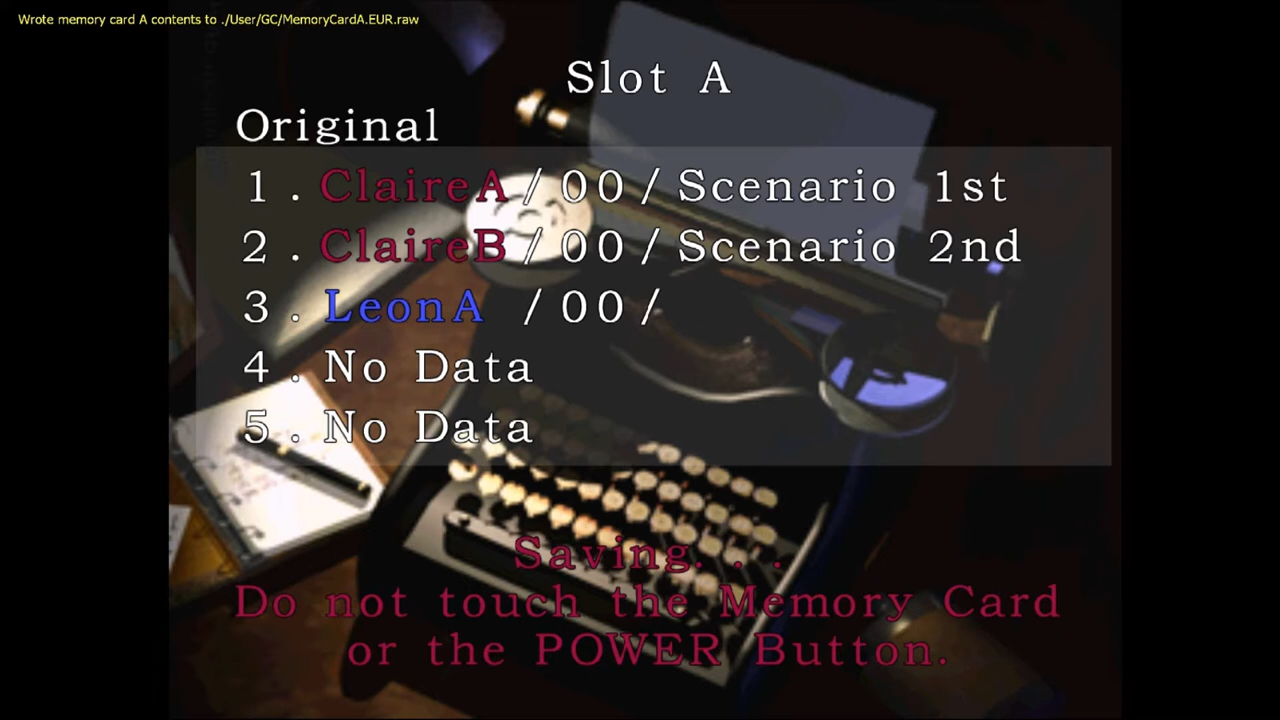 Wrote memory card A contents to ./User/GC/MemoryCardA.EUR.raw
Slot A
Original
1 . ClaireA / 00 / Scenario 1st
2 . ClaireB / 00 / Scenario 2nd
3 . LeonA / 00 /
4 . No Data
5 . No Data
Saving. . .
Do not touch the Memory Card
or the POWER Button.